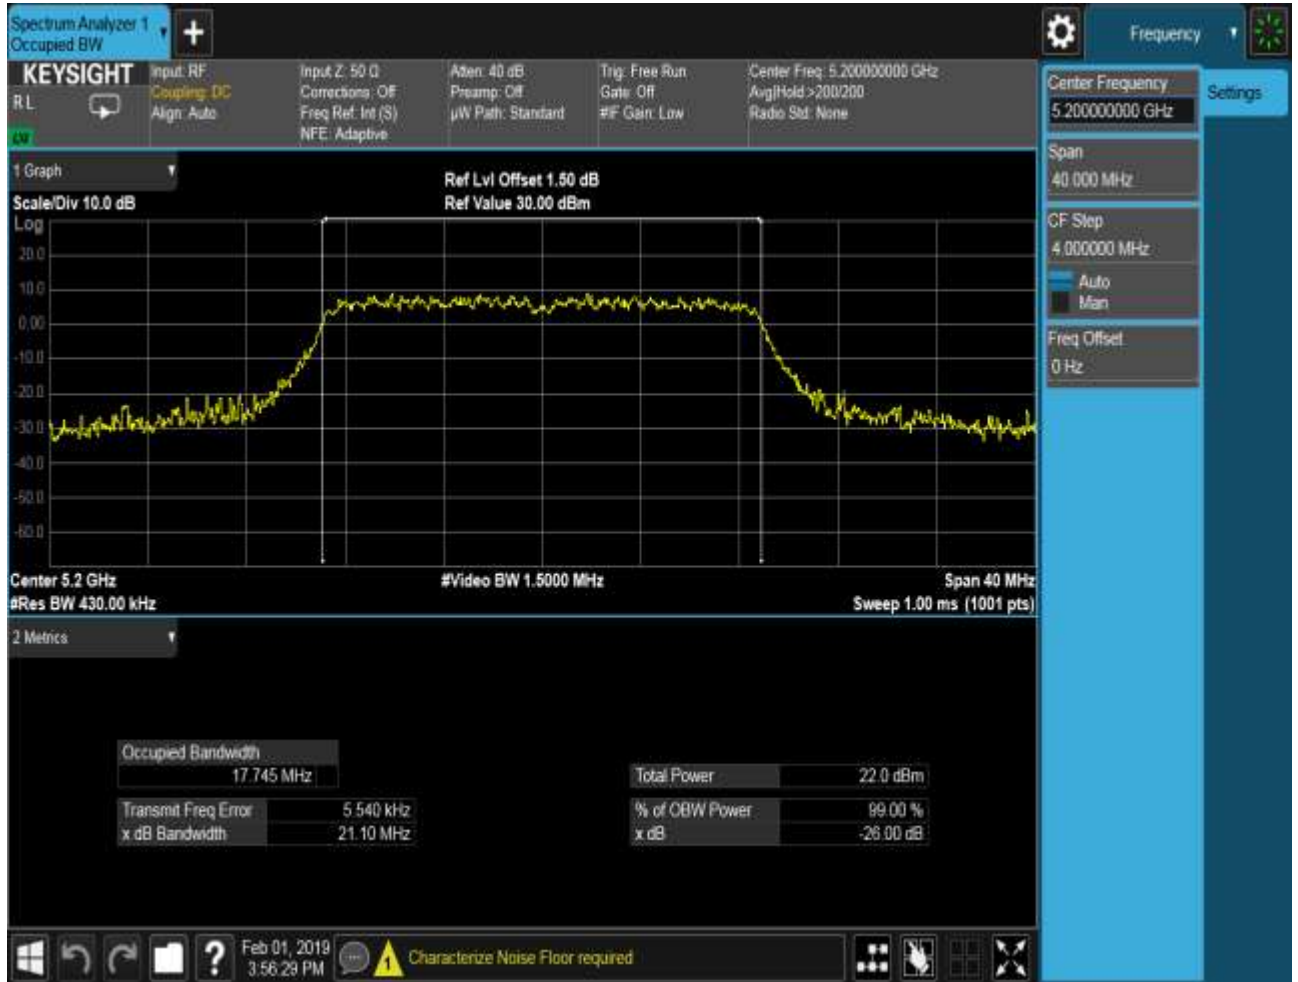 Spectrum Analyzer 1
Occupied BW
Frequency
KEYSIGHT
Input: RF
Input Z: 50 Ω
Atten: 40 dB
Trig: Free Run
Center Freq: 5.200000000 GHz
R L
Coupling: DC
Corrections: Off
Preamp: Off
Gate: Off
Avg|Hold:>200/200
Align: Auto
Freq Ref: Int (S)
µW Path: Standard
#IF Gain: Low
Radio Std: None
NFE: Adaptive
Center Frequency
5.200000000 GHz
Settings
Span
40.000 MHz
CF Step
4.000000 MHz
Auto
Man
Freq Offset
0 Hz
1 Graph
Ref Lvl Offset 1.50 dB
Scale/Div 10.0 dB
Ref Value 30.00 dBm
Log
20.0
10.0
0.00
-10.0
-20.0
-30.0
-40.0
-50.0
-60.0
Center 5.2 GHz
#Video BW 1.5000 MHz
Span 40 MHz
#Res BW 430.00 kHz
Sweep 1.00 ms (1001 pts)
2 Metrics
Occupied Bandwidth
17.745 MHz
Total Power
22.0 dBm
Transmit Freq Error
5.540 kHz
% of OBW Power
99.00 %
x dB Bandwidth
21.10 MHz
x dB
-26.00 dB
?
Feb 01, 2019
3:56:29 PM
1
Characterize Noise Floor required